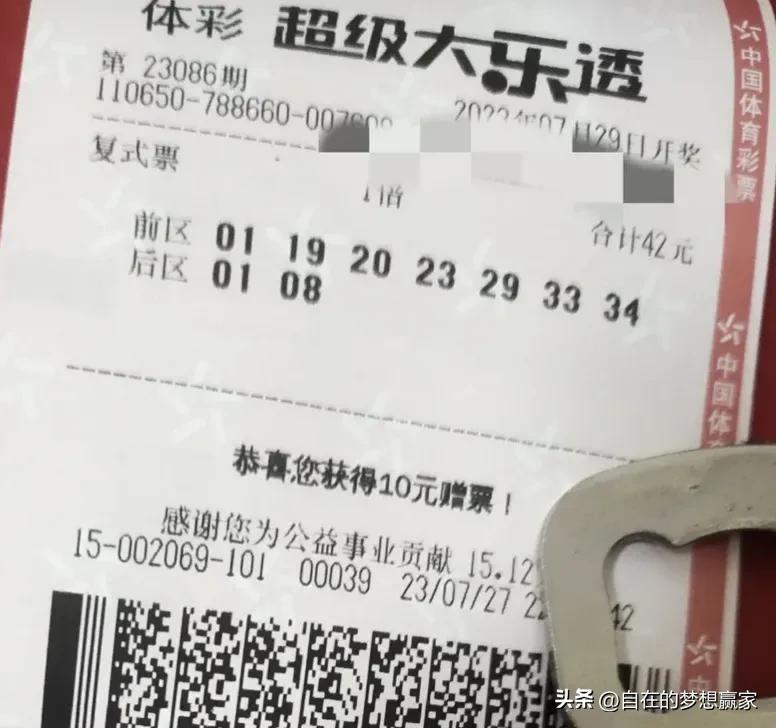 体彩 超级大乐透
第 23086期
110650-788660-007 2023年07月29日开奖
复式票
1倍 合计42元
前区 01 19 20 23 29 33 34
后区 01 08
恭喜您获得10元赠票！
感谢您为公益事业贡献 15.12
15-002069-101 00039 23/07/27 42
中国体育彩票
中国体
中
头条 @自在的梦想赢家